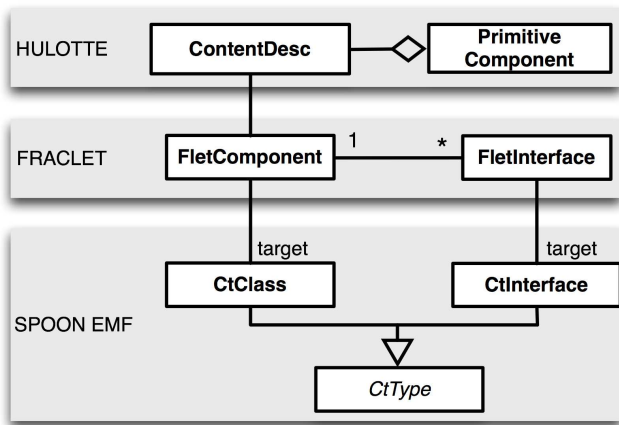 HULOTTE
ContentDesc
Primitive
Component
FRACLET
FletComponent
1
*
FletInterface
target
target
CtClass
CtInterface
SPOON EMF
CtType